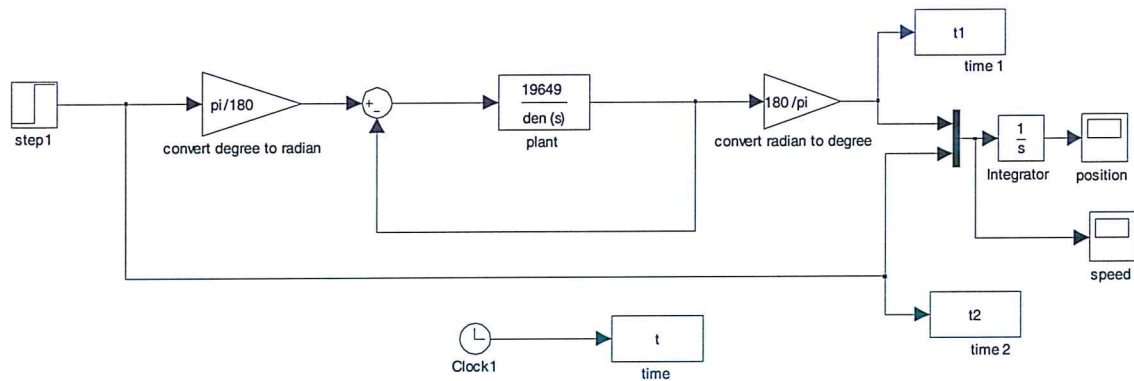 t1
time 1
step1
pi/180
convert degree to radian
+
-
19649
den(s)
plant
180/pi
convert radian to degree
1
s
Integrator
position
speed
t2
time 2
Clock1
t
time